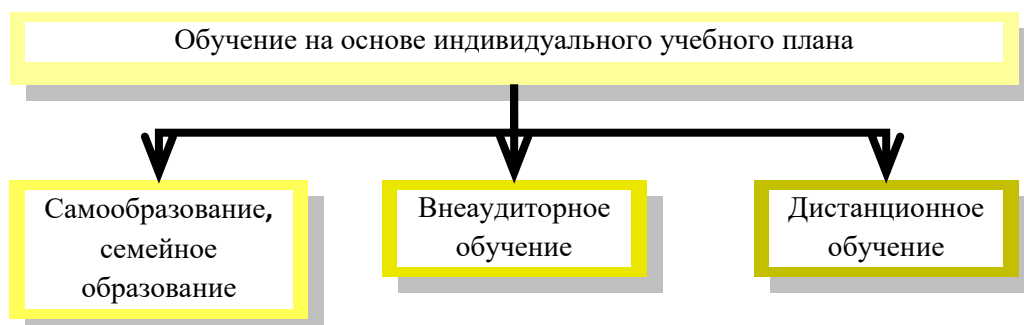 Обучение на основе индивидуального учебного плана
Самообразование,
семейное
образование
Внеаудиторное
обучение
Дистанционное
обучение